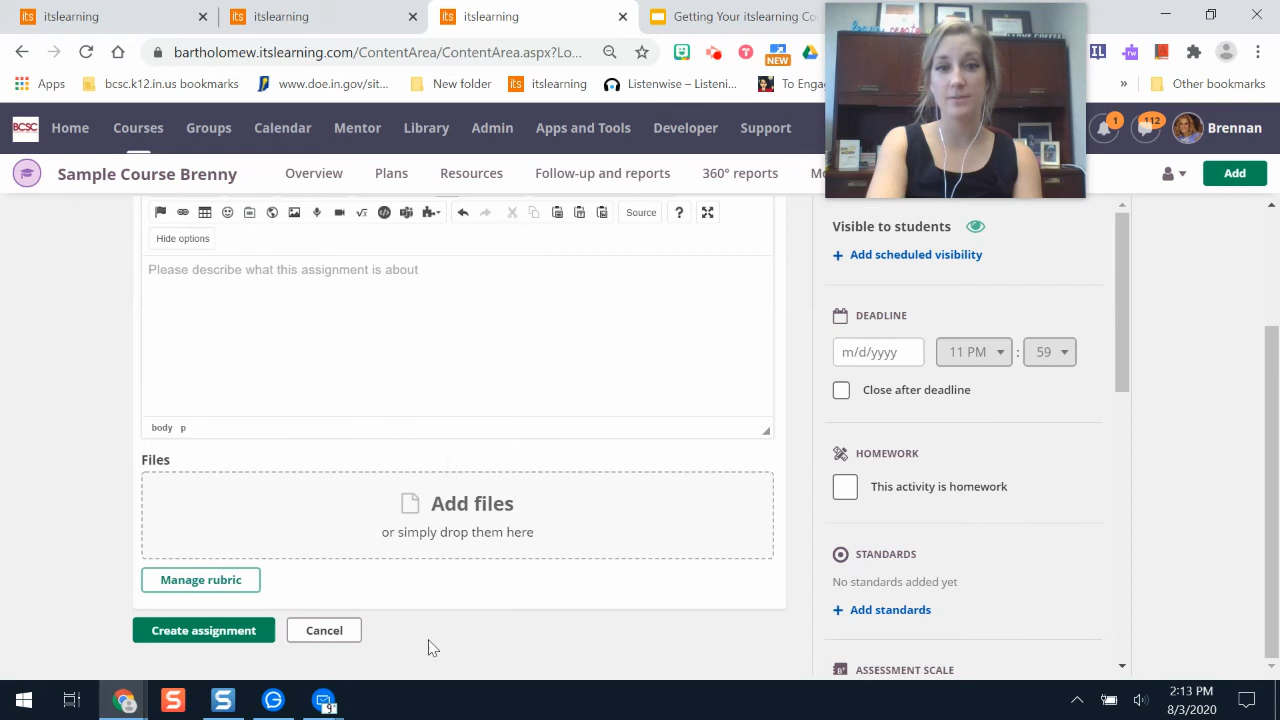 itslearning
itslearning
itslearning
Getting Your itslearning Co
bartholomew.itslearning.com/ContentArea/ContentArea.aspx?Lo...
NEW
Apps
bcsc.k12.in.us bookmarks
www.doe.in.gov/sit...
New folder
itslearning
Listenwise – Listeni...
To Engag
Other bookmarks
BCSC
Home
Courses
Groups
Calendar
Mentor
Library
Admin
Apps and Tools
Developer
Support
1
112
Brennan
Sample Course Brenny
Overview
Plans
Resources
Follow-up and reports
360° reports
Mo
Add
Source
Hide options
Please describe what this assignment is about
body p
Files
Add files
or simply drop them here
Manage rubric
Create assignment
Cancel
Visible to students
+ Add scheduled visibility
DEADLINE
m/d/yyyy 11 PM : 59
Close after deadline
HOMEWORK
This activity is homework
STANDARDS
No standards added yet
+ Add standards
ASSESSMENT SCALE
2:13 PM
8/3/2020